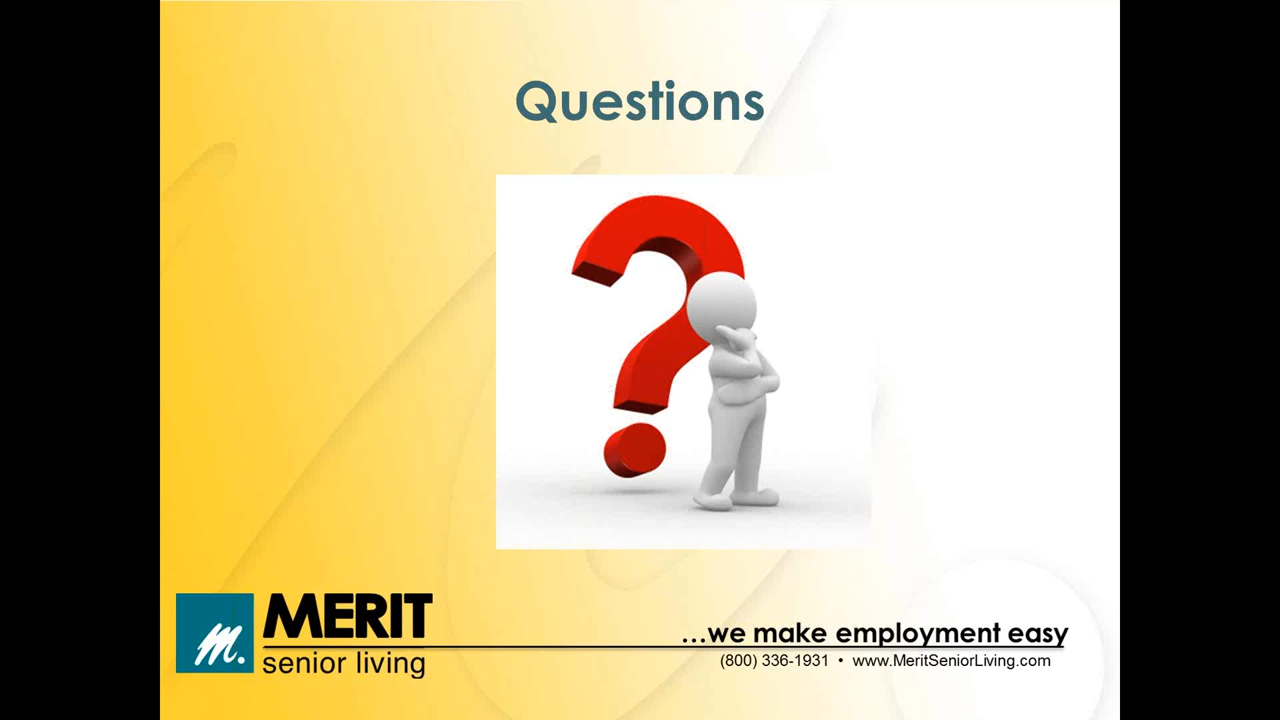 Questions
m.
MERIT
senior living
...we make employment easy
(800) 336-1931 • www.MeritSeniorLiving.com